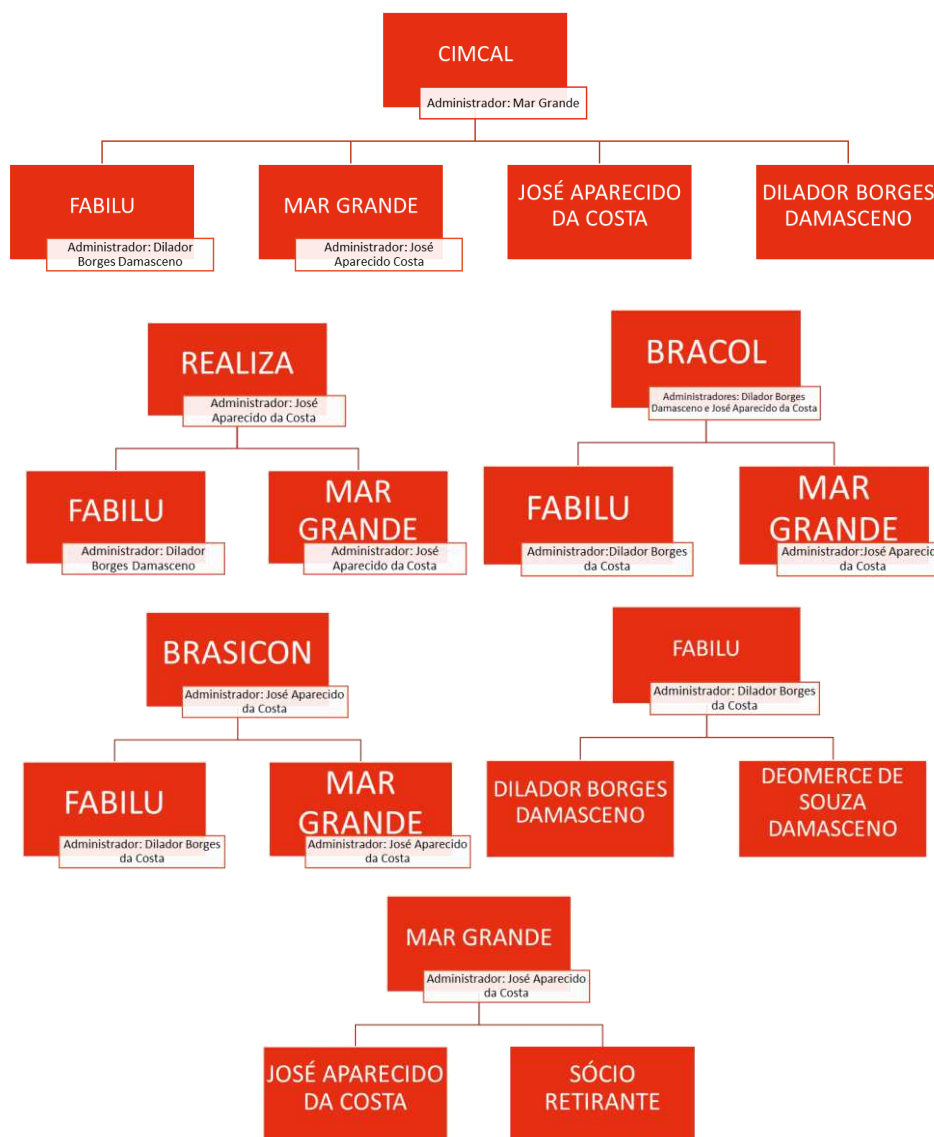 CIMCAL
Administrador: Mar Grande
FABILU
Administrador: Dilador
Borges Damasceno
MAR GRANDE
Administrador: José
Aparecido Costa
JOSÉ APARECIDO
DA COSTA
DILADOR BORGES
DAMASCENO
REALIZA
Administrador: José
Aparecido da Costa
FABILU
Administrador: Dilador
Borges Damasceno
MAR
GRANDE
Administrador: José
Aparecido da Costa
BRACOL
Administradores: Dilador Borges
Damasceno e José Aparecido da Costa
FABILU
Administrador:Dilador Borges
da Costa
MAR
GRANDE
Administrador:José Aparecid
da Costa
BRASICON
Administrador: José Aparecido
da Costa
FABILU
Administrador: Dilador Borges
da Costa
MAR
GRANDE
Administrador: José Aparecido
da Costa
FABILU
Administrador: Dilador Borges
da Costa
DILADOR BORGES
DAMASCENO
DEOMERCE DE
SOUZA
DAMASCENO
MAR GRANDE
Administrador: José Aparecido
da Costa
JOSÉ APARECIDO
DA COSTA
SÓCIO
RETIRANTE